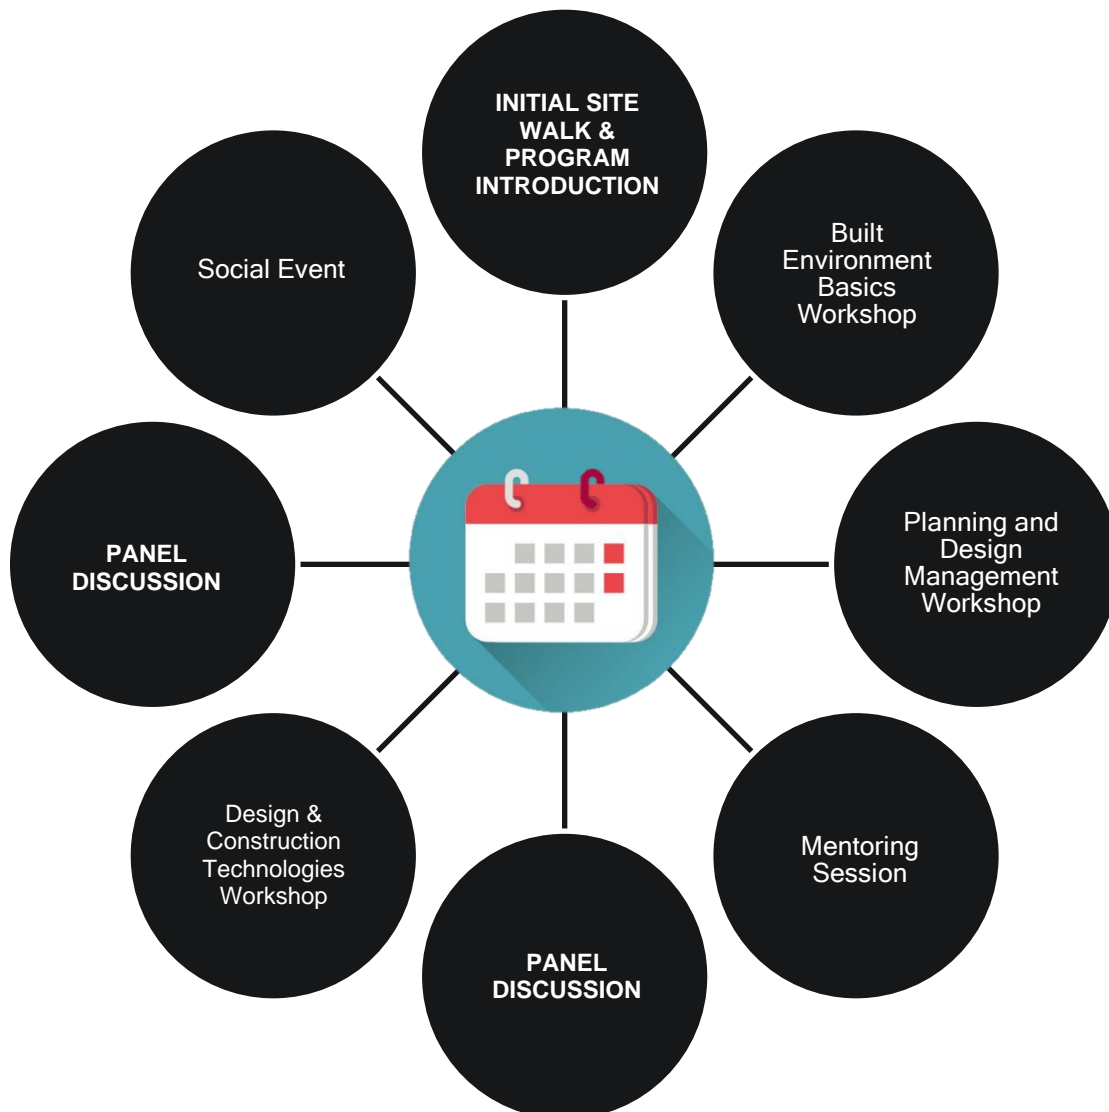 INITIAL SITE
WALK &
PROGRAM
INTRODUCTION
Built
Environment
Basics
Workshop
Planning and
Design
Management
Workshop
Mentoring
Session
PANEL
DISCUSSION
Design &
Construction
Technologies
Workshop
PANEL
DISCUSSION
Social Event